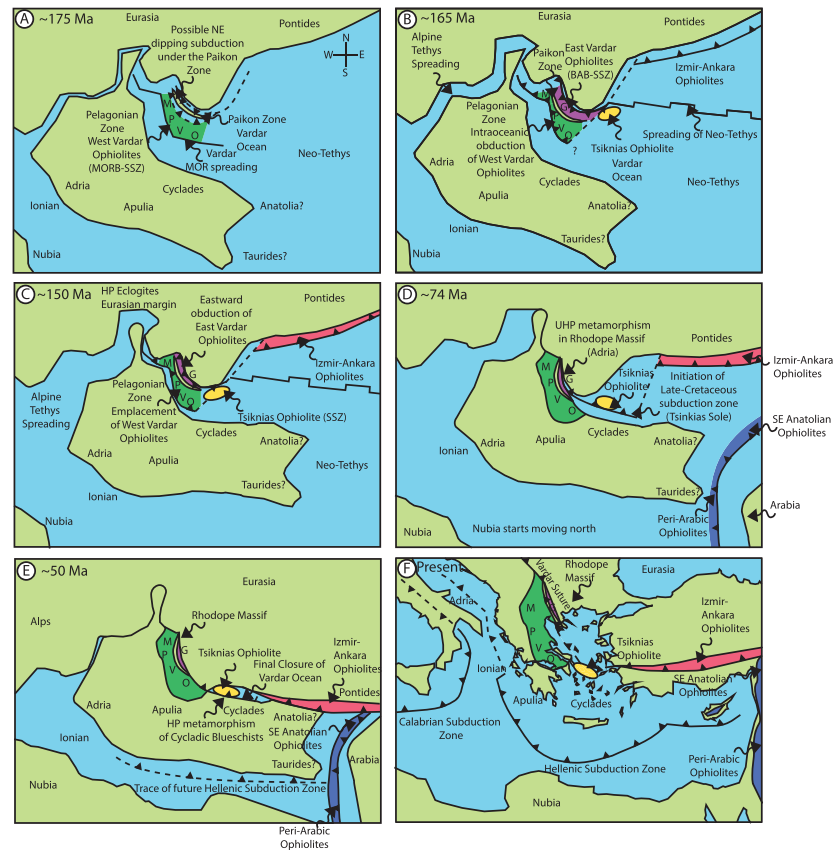 A ~175 Ma
Eurasia
Pontides
Possible NE
dipping subduction
under the Paikon
Zone
N
W E
S
M
P
V
O
Pelagonian
Zone
West Vardar
Ophiolites
(MORB-SSZ)
Paikon Zone
Vardar
Ocean
Vardar
MOR spreading
Neo-Tethys
Adria
Cyclades
Ionian
Apulia
Anatolia?
Nubia
Taurides?
B ~165 Ma
Eurasia
Pontides
Alpine
Tethys
Spreading
Paikon
Zone
East Vardar
Ophiolites
(BAB-SSZ)
Izmir-Ankara
Ophiolites
M
G
P
V
O
?
Pelagonian
Zone
Intraoceanic
obduction
of West Vardar
Ophiolites
Tsiknias Ophiolite
Vardar
Ocean
Spreading of Neo-Tethys
Neo-Tethys
Adria
Cyclades
Apulia
Anatolia?
Ionian
Taurides?
Nubia
C ~150 Ma
HP Eclogites
Eurasian margin
Eastward
obduction of
East Vardar
Ophiolites
Pontides
Izmir-Ankara
Ophiolites
M
G
P
V
O
Alpine
Tethys
Spreading
Pelagonian
Zone
Emplacement
of West Vardar
Ophiolites
Tsiknias Ophiolite (SSZ)
Cyclades
Anatolia?
Adria
Apulia
Neo-Tethys
Ionian
Taurides?
Nubia
D ~74 Ma
UHP metamorphism
in Rhodope Massif
(Adria)
Pontides
Tsiknias
Ophiolite
Izmir-Ankara
Ophiolites
M
G
P
V
O
Initiation of
Late-Cretaceous
subduction zone
(Tsinkias Sole)
SE Anatolian
Ophiolites
Adria
Apulia
Cyclades
Anatolia?
Ionian
Taurides?
Peri-Arabic
Ophiolites
Arabia
Nubia
Nubia starts moving north
E ~50 Ma
Eurasia
Alps
Rhodope Massif
M
G
P
V
O
Tsiknias Ophiolite
Final Closure of
Vardar Ocean
Izmir-
Ankara
Ophiolites
Pontides
Adria
Apulia
Cyclades
HP metamorphism
of Cycladic Blueschists
Anatolia?
SE Anatolian
Ophiolites
Ionian
Taurides?
Arabia
Nubia
Trace of future Hellenic Subduction Zone
Peri-Arabic
Ophiolites
F Present
Vardar Suture
Rhodope
Massif
Eurasia
Adria
M
G
P
V
O
Izmir-
Ankara
Ophiolites
Tsiknias
Ophiolite
Ionian
SE Anatolian
Ophiolites
Apulia
Cyclades
Calabrian Subduction
Zone
Peri-Arabic
Ophiolites
Hellenic Subduction Zone
Nubia